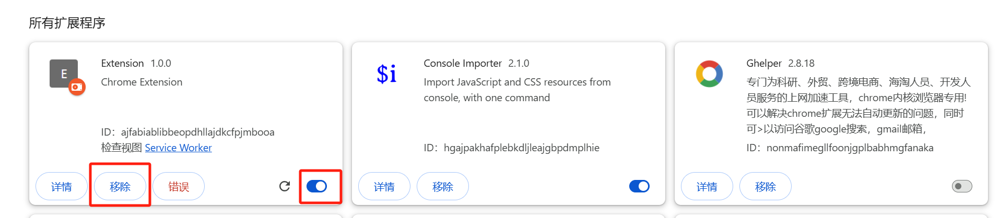 所有扩展程序
E
Extension 1.0.0
Chrome Extension
ID：ajfabiablibbeopdhllajdkcfpjmbooa
检查视图 Service Worker
详情 移除 错误
$i
Console Importer 2.1.0
Import JavaScript and CSS resources from
console, with one command
ID：hgajpakhafplebkdljleajgbpdmplhie
详情 移除
Ghelper 2.8.18
专门为科研、外贸、跨境电商、海淘人员、开发人
员服务的上网加速工具，chrome内核浏览器专用!
可以解决chrome扩展无法自动更新的问题，同时
可>以访问谷歌google搜索，gmail邮箱，
ID：nonmafimegllfoonjgplbabhmgfanaka
详情 移除